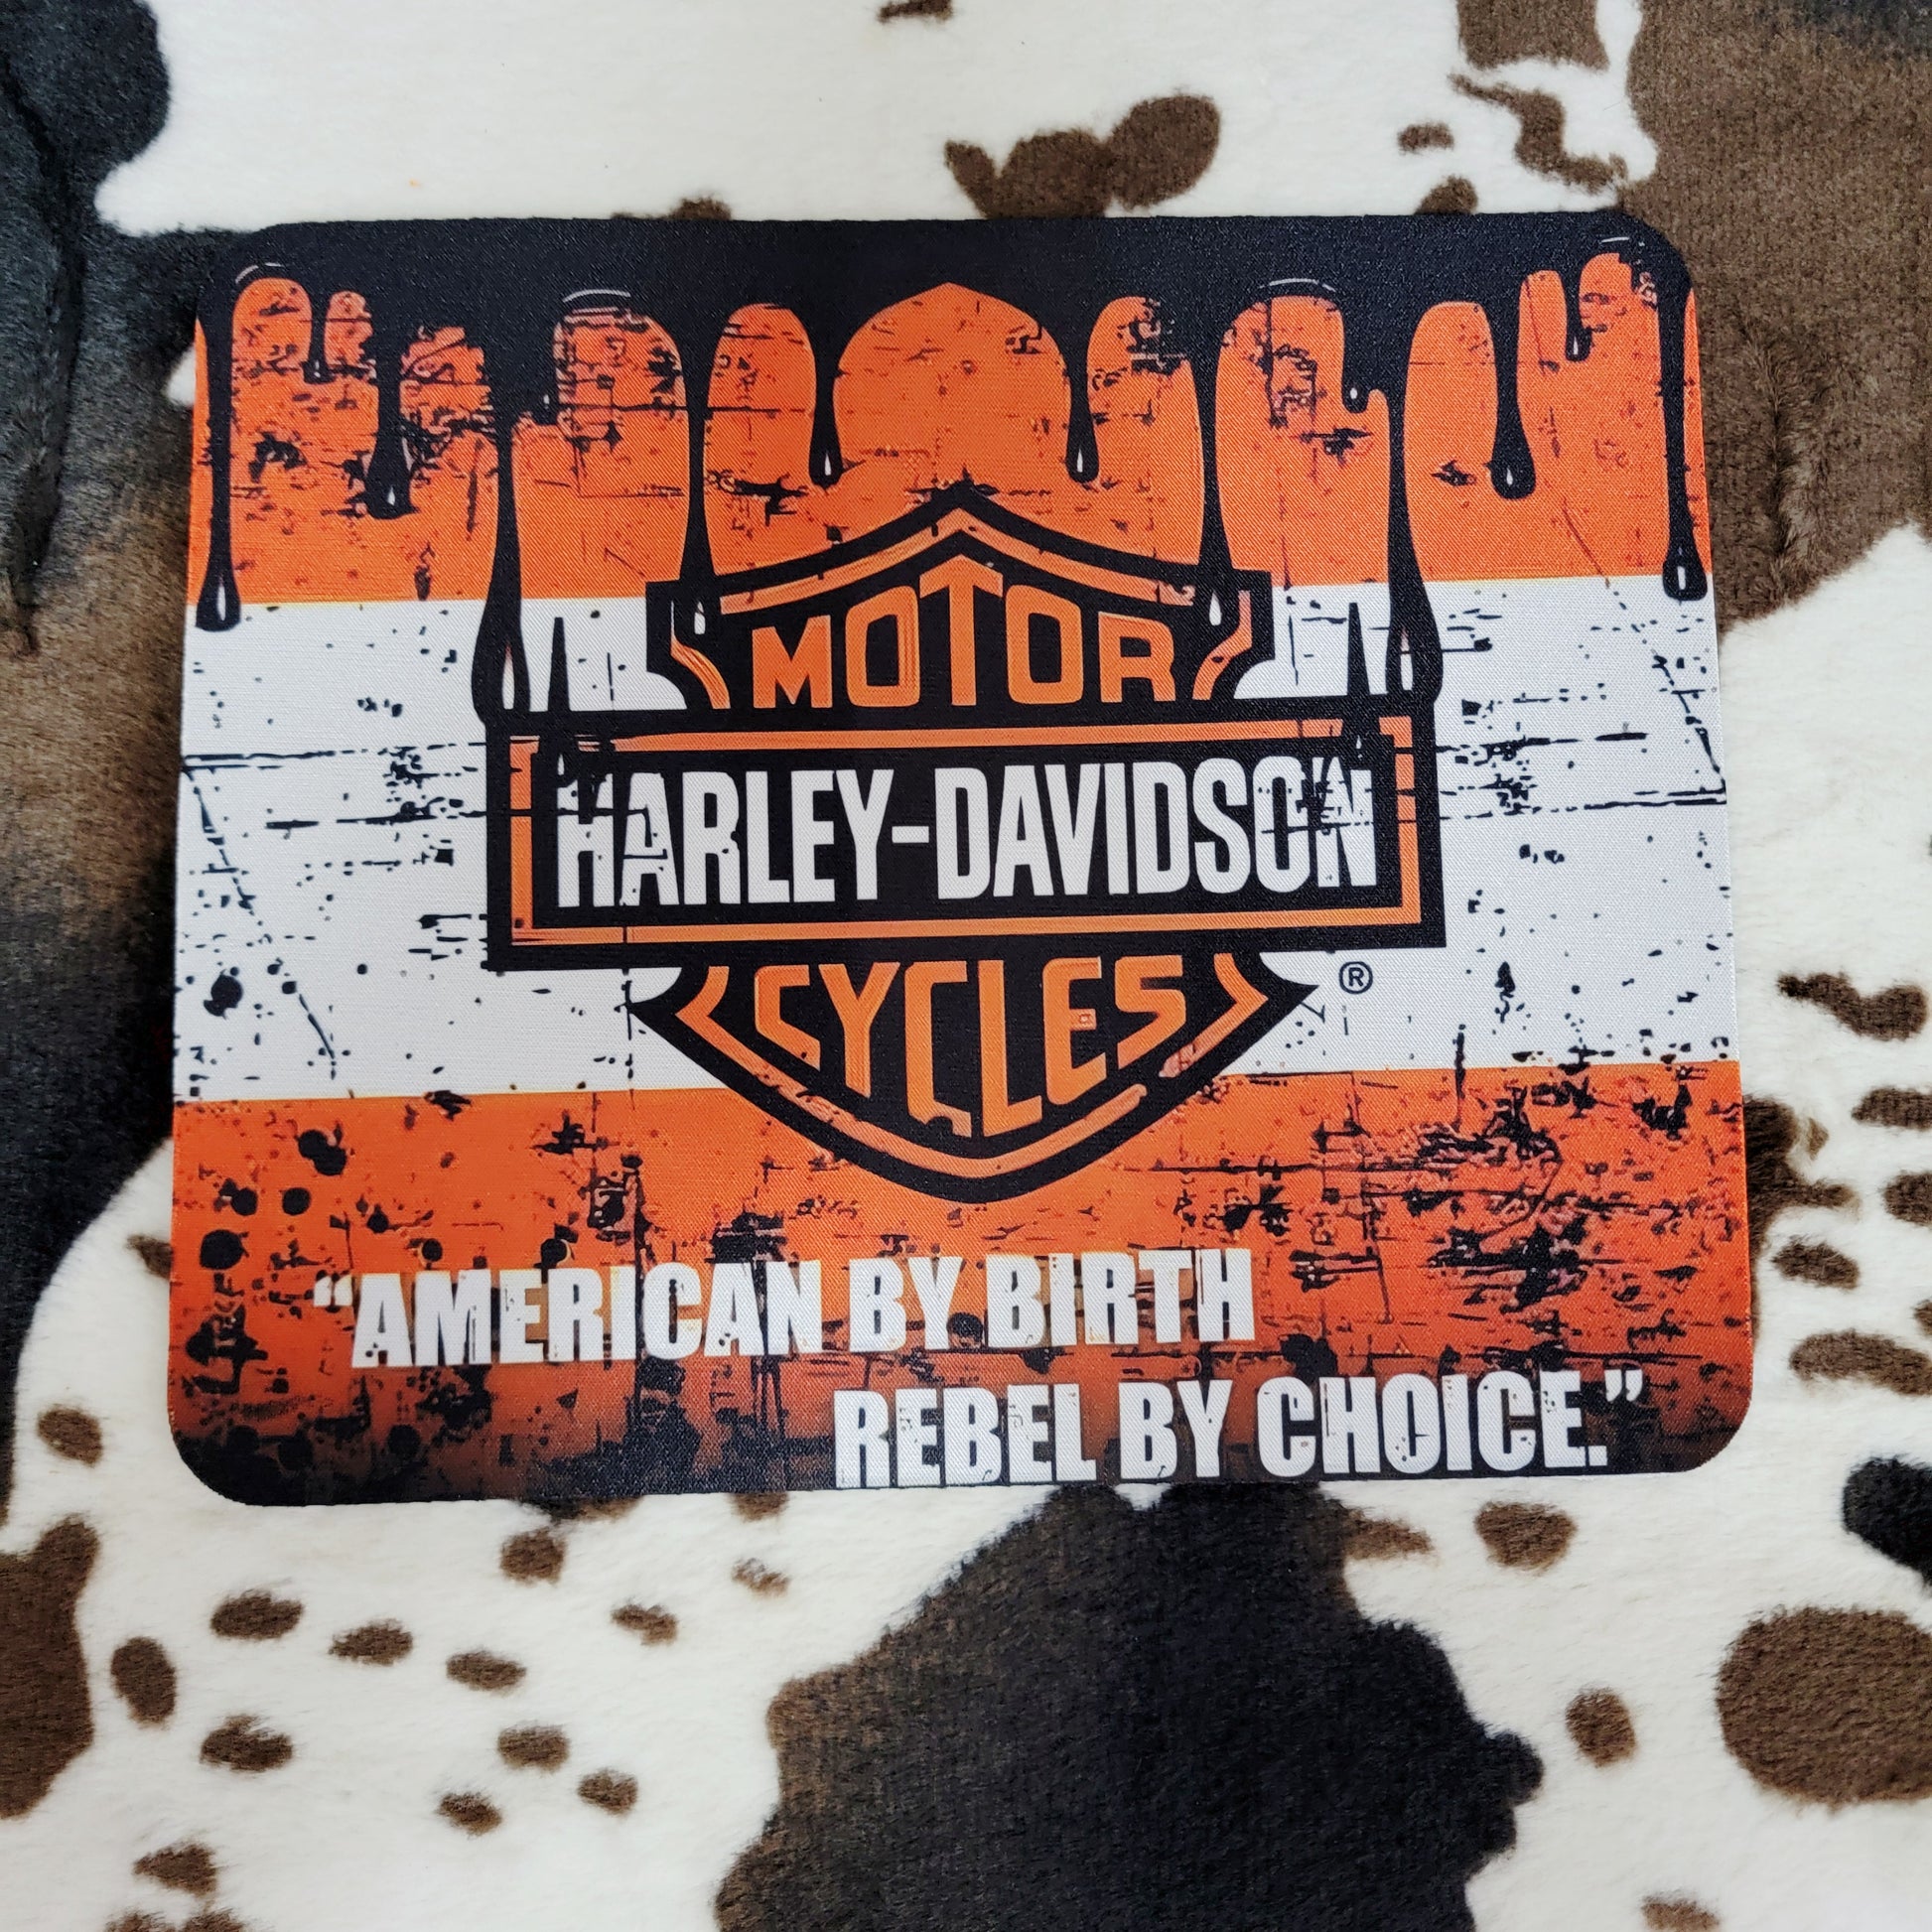 MOTOR
HARLEY-DAVIDSON
CYCLES
®
“AMERICAN BY BIRTH
REBEL BY CHOICE.”